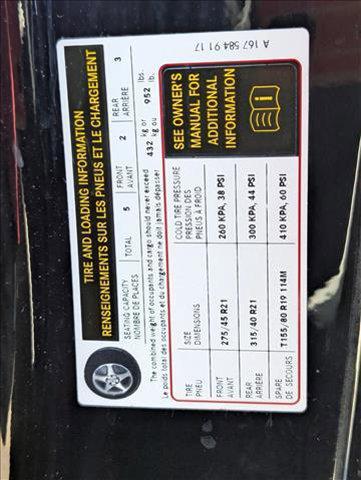 TIRE AND LOADING INFORMATION
RENSEIGNEMENTS SUR LES PNEUS ET LE CHARGEMENT
SEATING CAPACITY
NOMBRE DE PLACES
TOTAL 5
FRONT
AVANT 2
REAR
ARRIÈRE 3
The combined weight of occupants and cargo should never exceed 432 kg or 952 lbs.
Le poids total des occupants et du chargement ne doit jamais dépasser 432 kg ou 952 lb.
TIRE
PNEU
SIZE
DIMENSIONS
COLD TIRE PRESSURE
PRESSION DES
PNEUS À FROID
FRONT
AVANT
275/45 R21
260 KPA, 38 PSI
REAR
ARRIÈRE
315/40 R21
300 KPA, 44 PSI
SPARE
DE SECOURS
T155/80 R19 114M
410 KPA, 60 PSI
SEE OWNER'S
MANUAL FOR
ADDITIONAL
INFORMATION
A 167 584 91 17